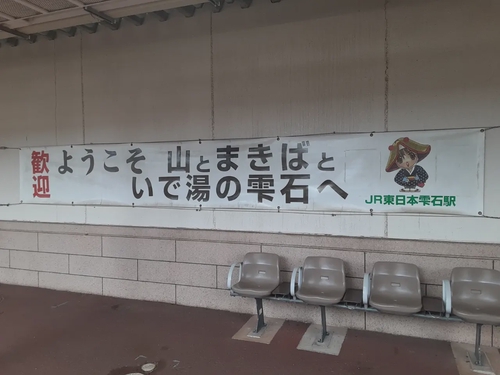 歓迎
ようこそ 山とまきばと
いで湯の雫石へ
JR東日本雫石駅